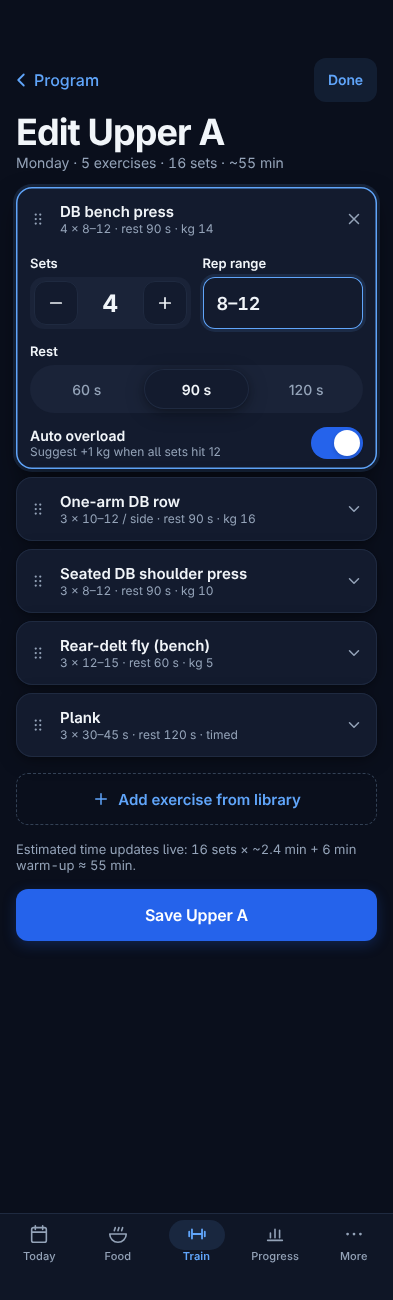 Program
Done
Edit Upper A
Monday · 5 exercises · 16 sets · ~55 min
DB bench press
4 × 8–12 · rest 90 s · kg 14
Sets
Rep range
4
8–12
Rest
60 s
90 s
120 s
Auto overload
Suggest +1 kg when all sets hit 12
One-arm DB row
3 × 10–12 / side · rest 90 s · kg 16
Seated DB shoulder press
3 × 8–12 · rest 90 s · kg 10
Rear-delt fly (bench)
3 × 12–15 · rest 60 s · kg 5
Plank
3 × 30–45 s · rest 120 s · timed
Add exercise from library
Estimated time updates live: 16 sets × ~2.4 min + 6 min
warm-up ≈ 55 min.
Save Upper A
Today
Food
Train
Progress
More